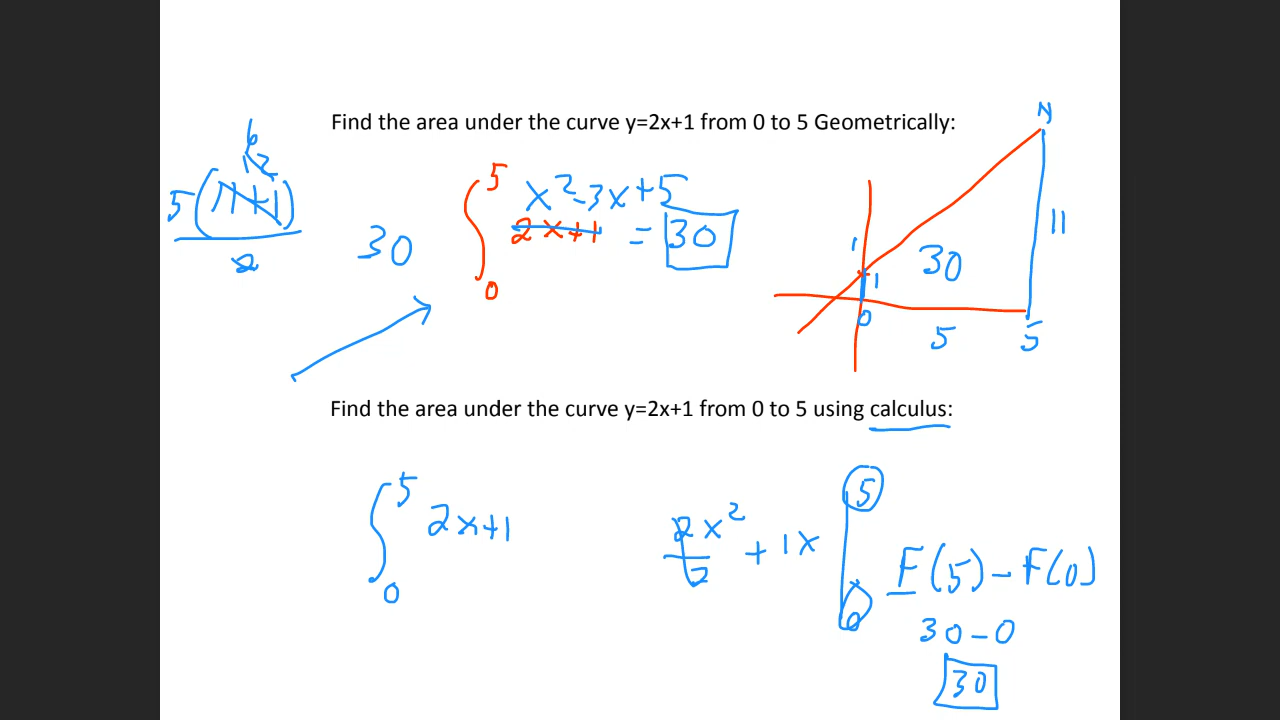 Find the area under the curve y=2x+1 from 0 to 5 Geometrically:
5(11+1)
6
12
2
30
∫ 5 0
x² - 3x + 5
2x+1 = 30
11
1
1
30
11
0
5
5
Find the area under the curve y=2x+1 from 0 to 5 using calculus:
∫ 5 0 2x+1
2x²/2 + 1x | 5 0
F(5) - F(0)
30 - 0
30